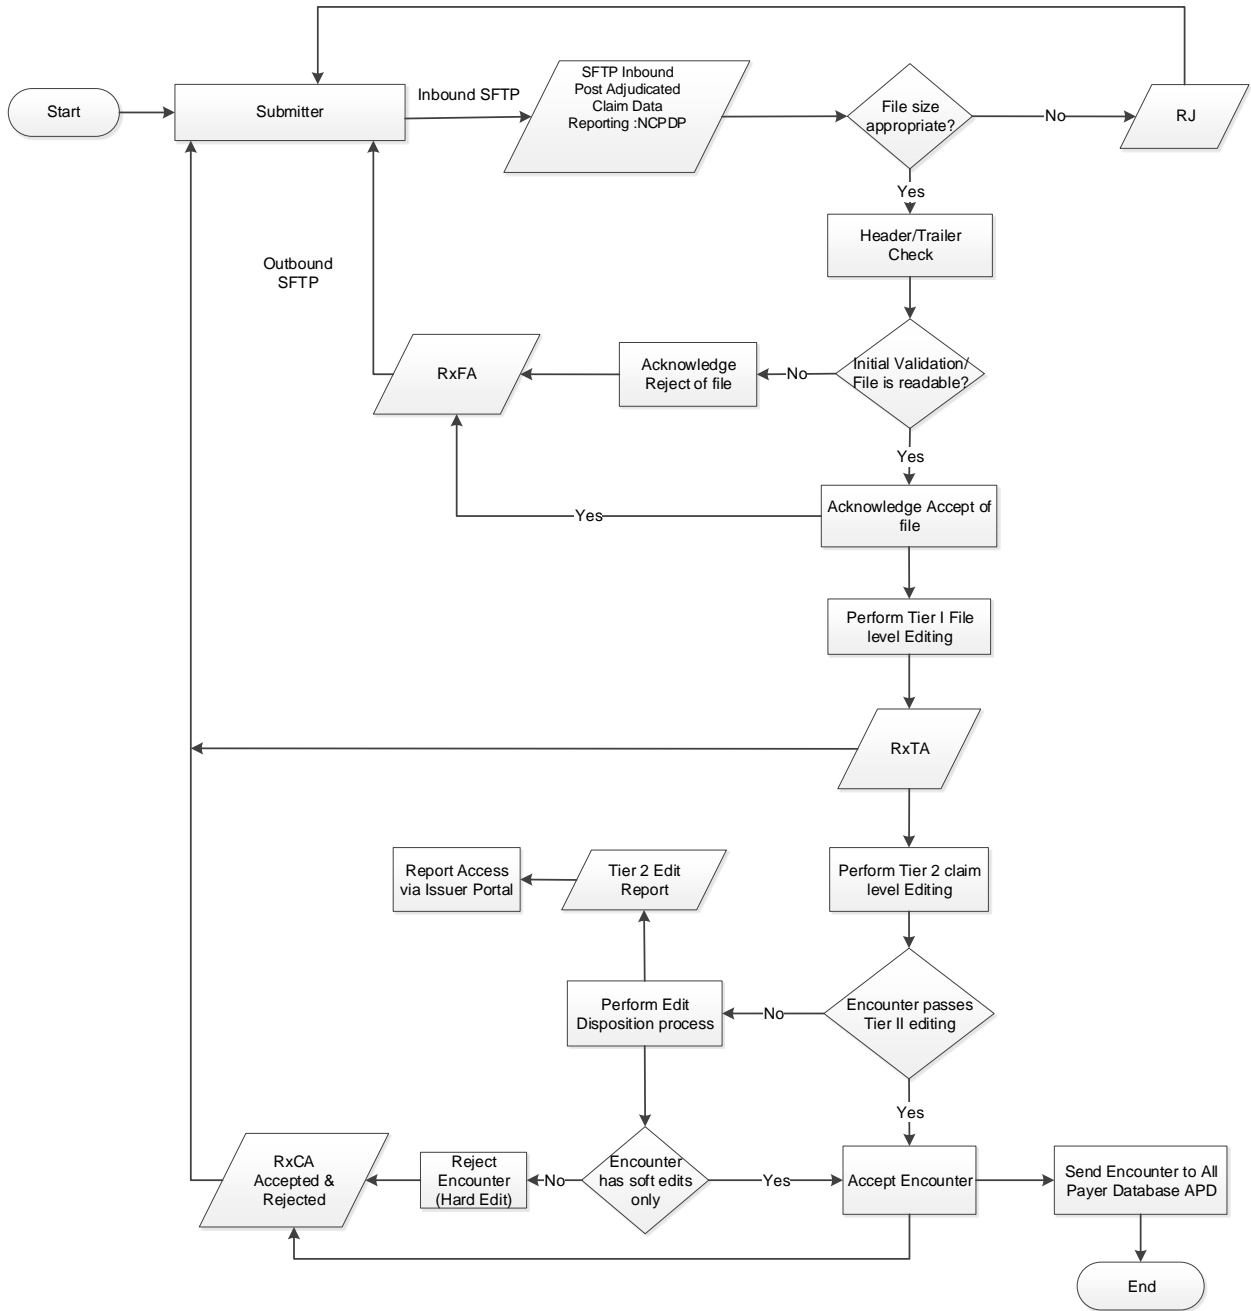 Start
Submitter
Inbound SFTP
SFTP Inbound
Post Adjudicated
Claim Data
Reporting :NCPDP
File size
appropriate?
No
RJ
Yes
Header/Trailer
Check
Outbound
SFTP
Initial Validation/
File is readable?
No
Acknowledge
Reject of file
RxFA
Yes
Acknowledge Accept of
file
Yes
Perform Tier I File
level Editing
RxTA
Perform Tier 2 claim
level Editing
Tier 2 Edit
Report
Report Access
via Issuer Portal
Encounter passes
Tier II editing
No
Perform Edit
Disposition process
Yes
Encounter
has soft edits
only
No
Reject
Encounter
(Hard Edit)
RxCA
Accepted &
Rejected
Yes
Accept Encounter
Send Encounter to All
Payer Database APD
End